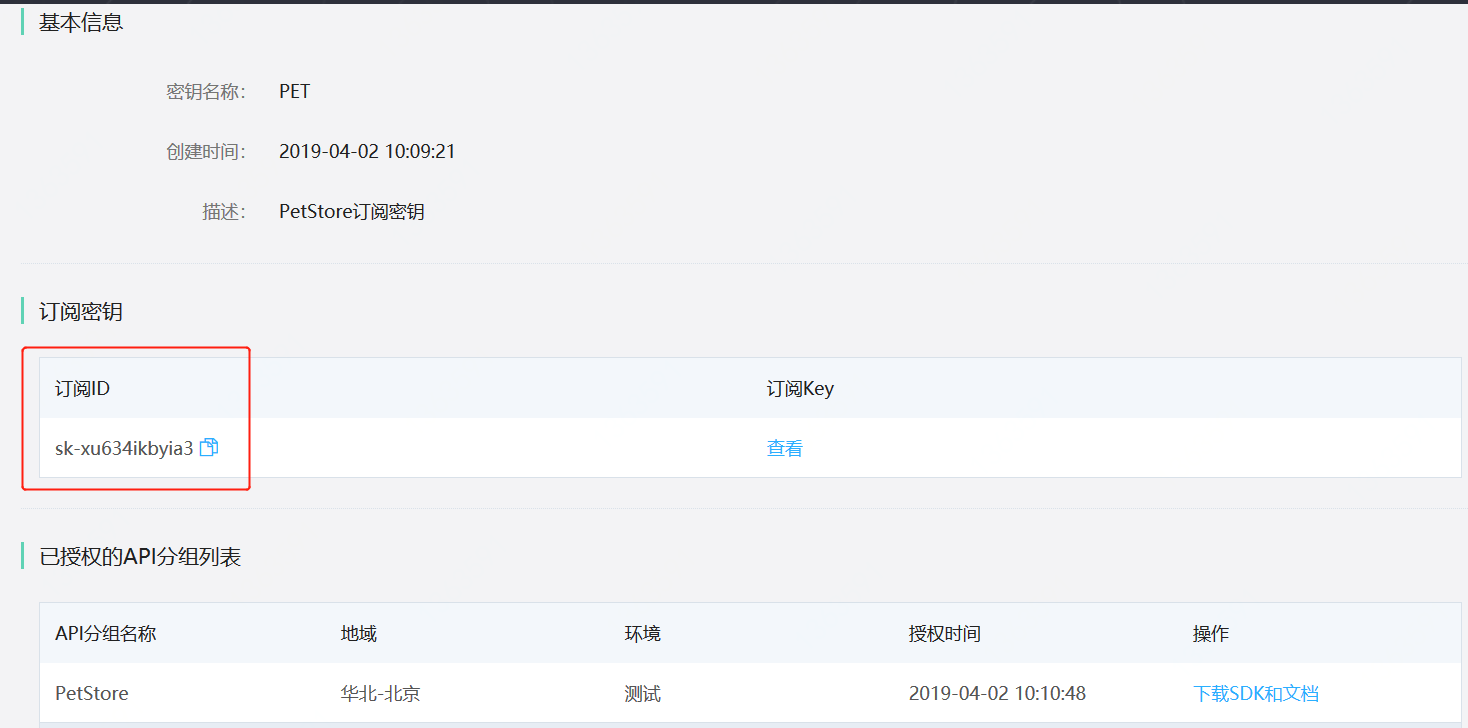 基本信息
密钥名称: PET
创建时间: 2019-04-02 10:09:21
描述: PetStore订阅密钥
订阅密钥
订阅ID 订阅Key
sk-xu634ikbyia3 查看
已授权的API分组列表
API分组名称 地域 环境 授权时间 操作
PetStore 华北-北京 测试 2019-04-02 10:10:48 下载SDK和文档